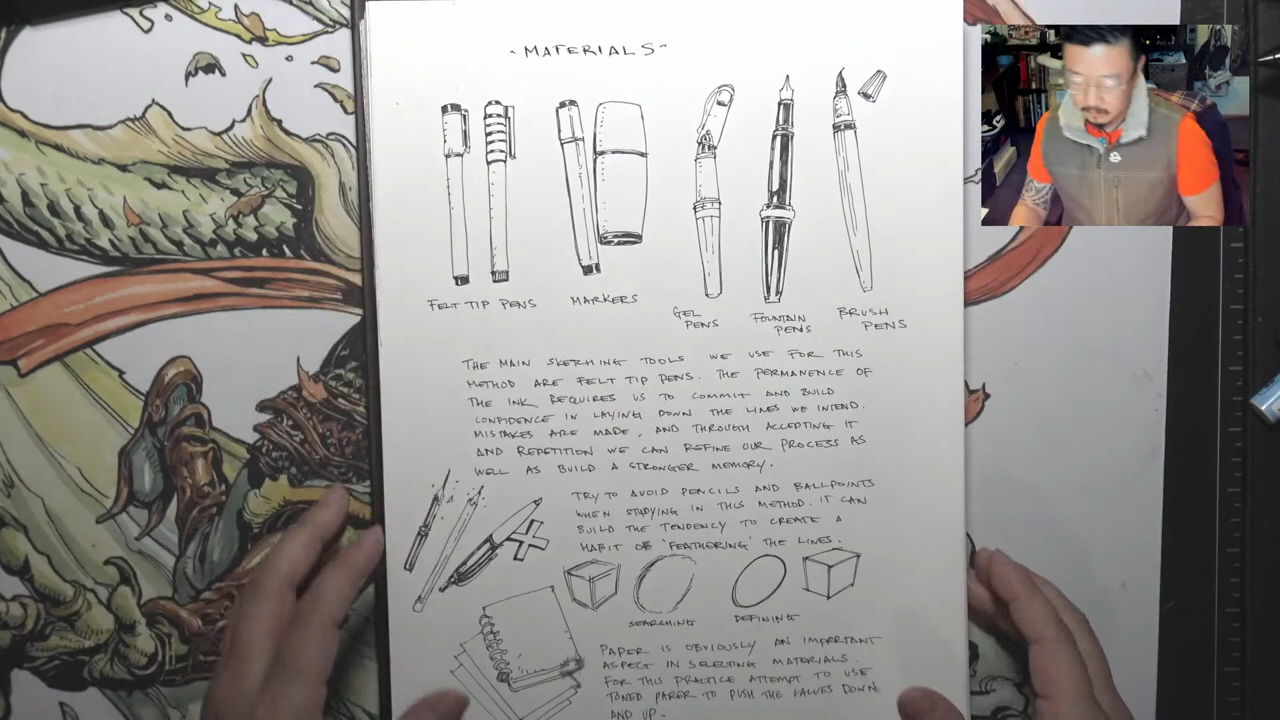 - MATERIALS -
FELT TIP PENS
MARKERS
GEL
PENS
FOUNTAIN
PENS
BRUSH
PENS
THE MAIN SKETCHING TOOLS WE USE FOR THIS
METHOD ARE FELT TIP PENS. THE PERMANENCE OF
THE INK REQUIRES US TO COMMIT AND BUILD
CONFIDENCE IN LAYING DOWN THE LINES WE INTEND.
MISTAKES ARE MADE, AND THROUGH ACCEPTING IT
AND REPETITION WE CAN REFINE OUR PROCESS AS
WELL AS BUILD A STRONGER MEMORY.
TRY TO AVOID PENCILS AND BALLPOINTS
WHEN STUDYING IN THIS METHOD. IT CAN
BUILD THE TENDENCY TO CREATE A
HABIT OF 'FEATHERING' THE LINES.
SEARCHING
DEFINING
PAPER IS OBVIOUSLY AN IMPORTANT
ASPECT IN SELECTING MATERIALS.
FOR THIS PRACTICE ATTEMPT TO USE
TONED PAPER TO PUSH THE VALUES DOWN
AND UP.